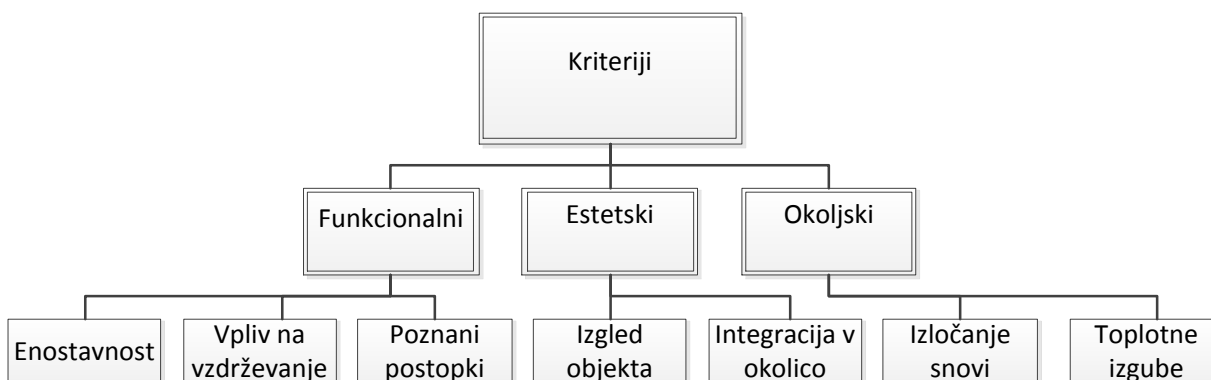 Kriteriji
Funkcionalni
Estetski
Okoljski
Enostavnost
Vpliv na
vzdrževanje
Poznani
postopki
Izgled
objekta
Integracija v
okolico
Izločanje
snovi
Toplotne
izgube